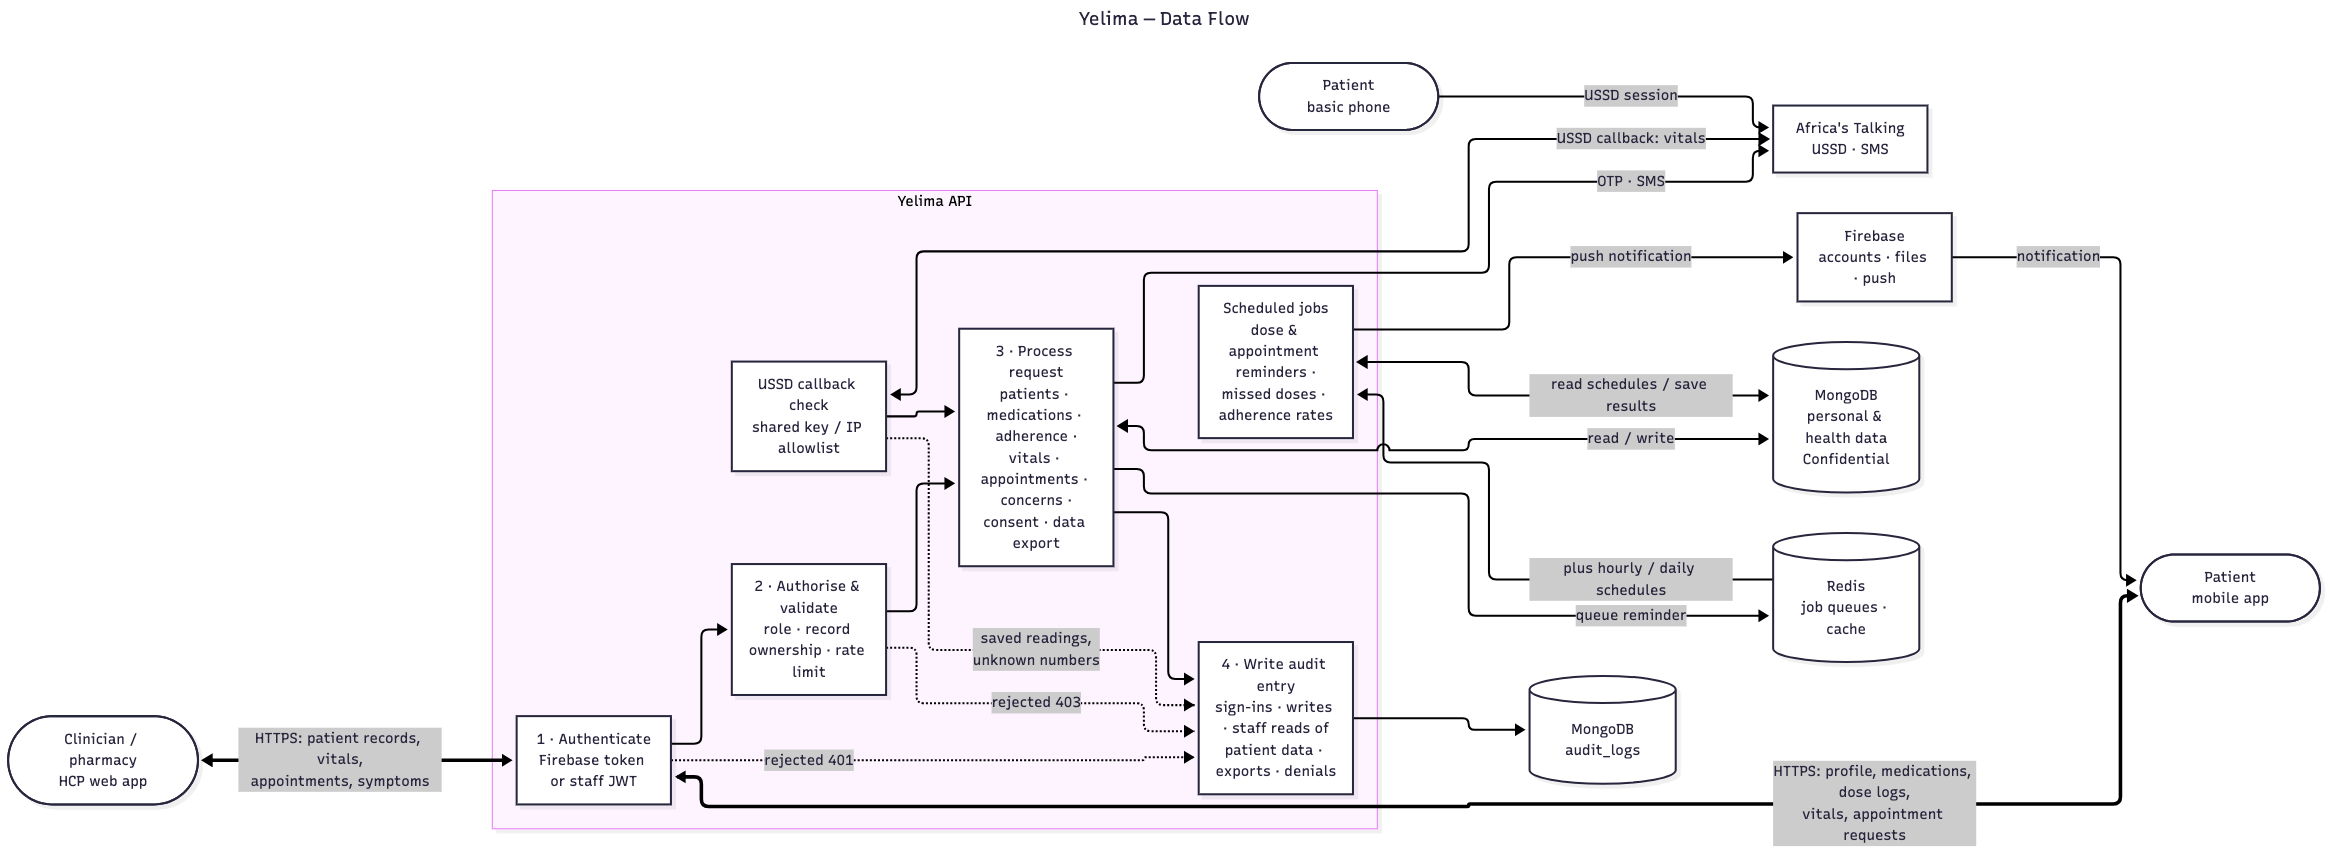 Yelima — Data Flow
Patient
basic phone
USSD session
USSD callback: vitals
OTP · SMS
Africa's Talking
USSD · SMS
Yelima API
push notification
Firebase
accounts · files
· push
notification
Scheduled jobs
dose &
appointment
reminders ·
missed doses ·
adherence rates
3 · Process
request
patients ·
medications ·
adherence ·
vitals ·
appointments ·
concerns ·
consent · data
export
USSD callback
check
shared key / IP
allowlist
read schedules / save
results
read / write
MongoDB
personal &
health data
Confidential
2 · Authorise &
validate
role · record
ownership · rate
limit
plus hourly / daily
schedules
queue reminder
Redis
job queues ·
cache
Patient
mobile app
saved readings,
unknown numbers
rejected 403
rejected 401
4 · Write audit
entry
sign-ins · writes
· staff reads of
patient data ·
exports · denials
MongoDB
audit_logs
Clinician /
pharmacy
HCP web app
HTTPS: patient records,
vitals,
appointments, symptoms
1 · Authenticate
Firebase token
or staff JWT
HTTPS: profile, medications,
dose logs,
vitals, appointment
requests